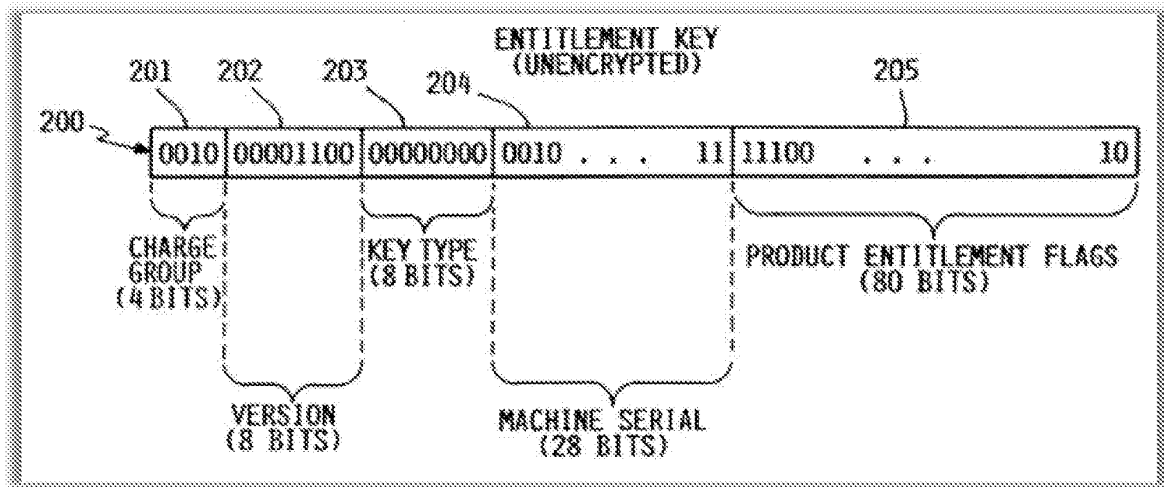 ENTITLEMENT KEY
(UNENCRYPTED)
201 202 203 204 205
200
0010 00001100 00000000 0010 . . . 11 11100 . . . 10
CHARGE
GROUP
(4 BITS)
KEY TYPE
(8 BITS)
PRODUCT ENTITLEMENT FLAGS
(80 BITS)
VERSION
(8 BITS)
MACHINE SERIAL
(28 BITS)